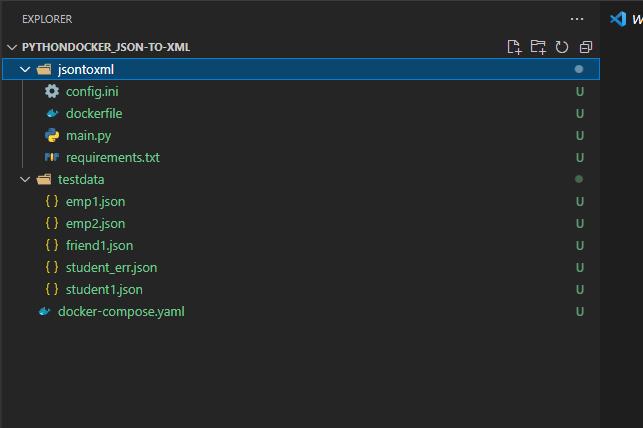 EXPLORER
PYTHONDOCKER_JSON-TO-XML
jsontoxml
config.ini U
dockerfile U
main.py U
requirements.txt U
testdata
emp1.json U
emp2.json U
friend1.json U
student_err.json U
student1.json U
docker-compose.yaml U